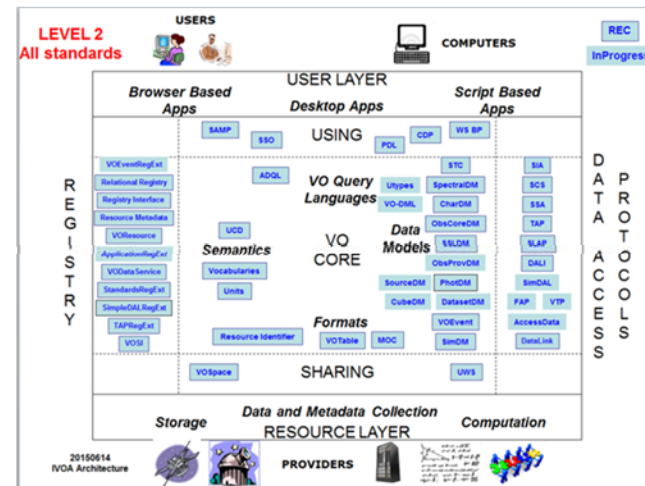 LEVEL 2
All standards
USERS
COMPUTERS
REC
InProgress
USER LAYER
Browser Based
Apps
Desktop Apps
Script Based
Apps
USING
SAMP
SSO
PDL
CDP
WS BP
REGISTRY
VOEventRegExt
Relational Registry
Registry Interface
Resource Metadata
VOResource
ApplicationRegExt
VODataService
StandardsRegExt
SimpleDALRegExt
TAPRegExt
VOSI
ADQL
VO Query
Languages
UCD
Semantics
Vocabularies
Units
VO
CORE
Resource Identifier
Formats
VOTable
MOC
Utypes
VO-DML
Data
Models
STC
SpectralDM
CharDM
ObsCoreDM
SSLDM
ObsProvDM
SourceDM
PhotDM
CubeDM
DatasetDM
VOEvent
SimDM
SIA
SCS
SSA
TAP
SLAP
DALI
SimDAL
FAP
VTP
AccessData
DataLink
DATA ACCESS
PROTOCOLS
SHARING
VOSpace
UWS
Storage
Data and Metadata Collection
Computation
RESOURCE LAYER
20150614
IVOA Architecture
PROVIDERS